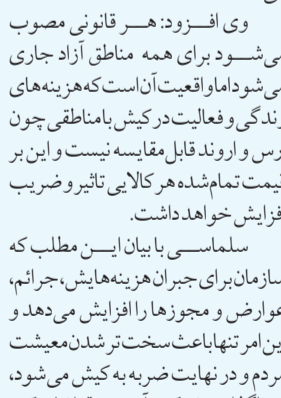 وی افزود: هر قانونی مصوب
می‌شود برای همه مناطق آزاد جاری
می‌شود اما واقعیت آن است که هزینه‌های
زندگی و فعالیت در کیش با مناطقی چون
ارس و اروند قابل مقایسه نیست و این بر
قیمت تمام‌شده هر کالایی تاثیر و ضریب
افزایش خواهد داشت.
سلماسی با بیان این مطلب که
سازمان برای جبران هزینه‌هایش، جرائم،
عوارض و مجوزها را افزایش می‌دهد و
این امر تنها باعث سخت‌تر شدن معیشت
مردم و در نهایت ضربه به کیش می‌شود،